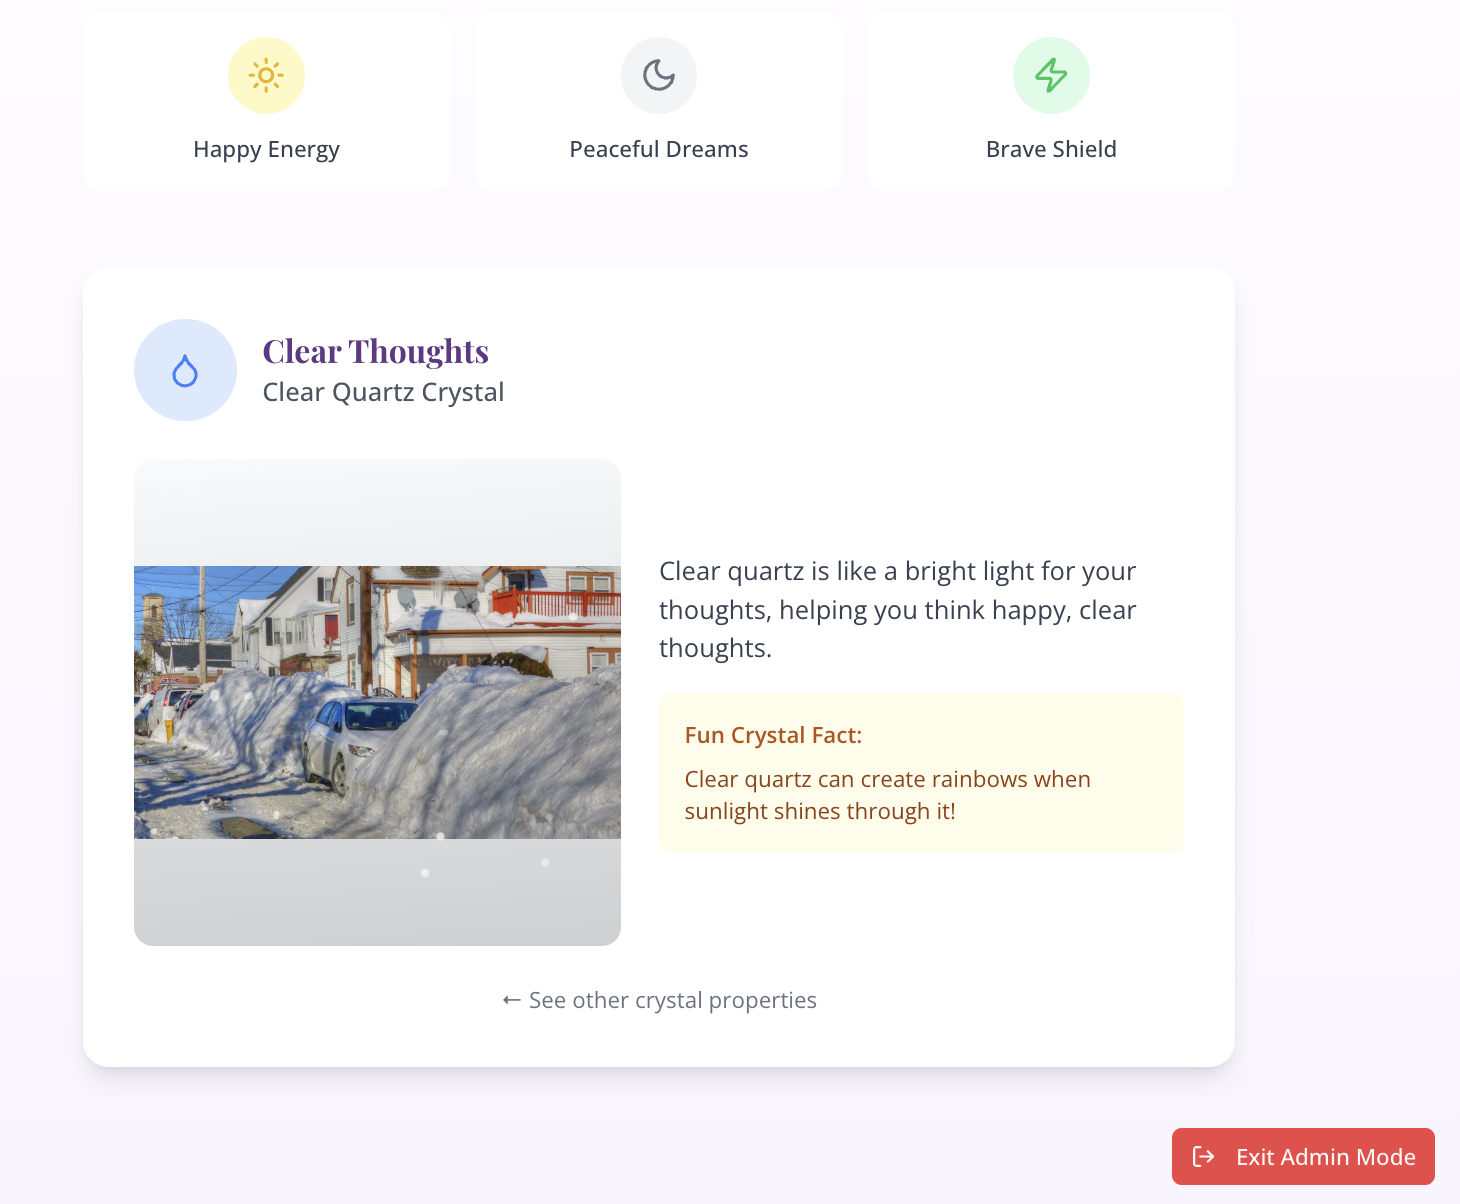 Happy Energy
Peaceful Dreams
Brave Shield
Clear Thoughts
Clear Quartz Crystal
Clear quartz is like a bright light for your
thoughts, helping you think happy, clear
thoughts.
Fun Crystal Fact:
Clear quartz can create rainbows when
sunlight shines through it!
← See other crystal properties
Exit Admin Mode